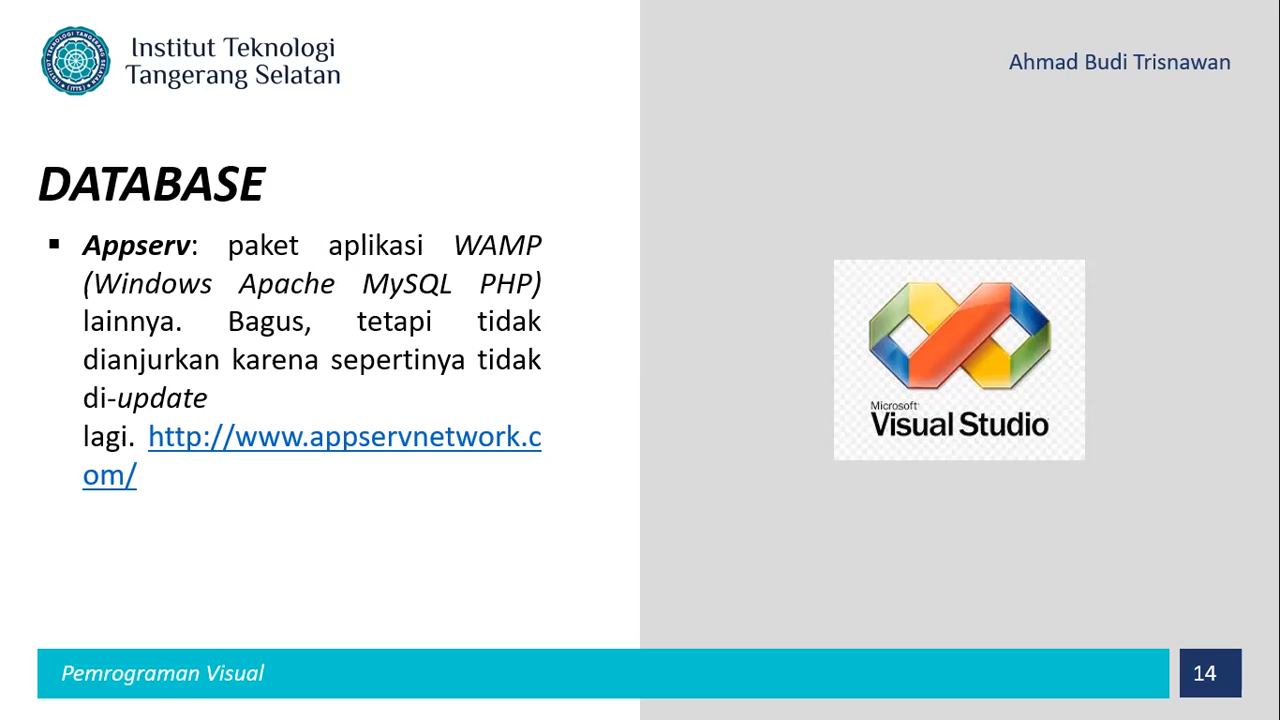 Institut Teknologi
Tangerang Selatan
Ahmad Budi Trisnawan
DATABASE
▪ Appserv: paket aplikasi WAMP
(Windows Apache MySQL PHP)
lainnya. Bagus, tetapi tidak
dianjurkan karena sepertinya tidak
di-update
lagi. http://www.appservnetwork.c
om/
Microsoft
Visual Studio
Pemrograman Visual
14